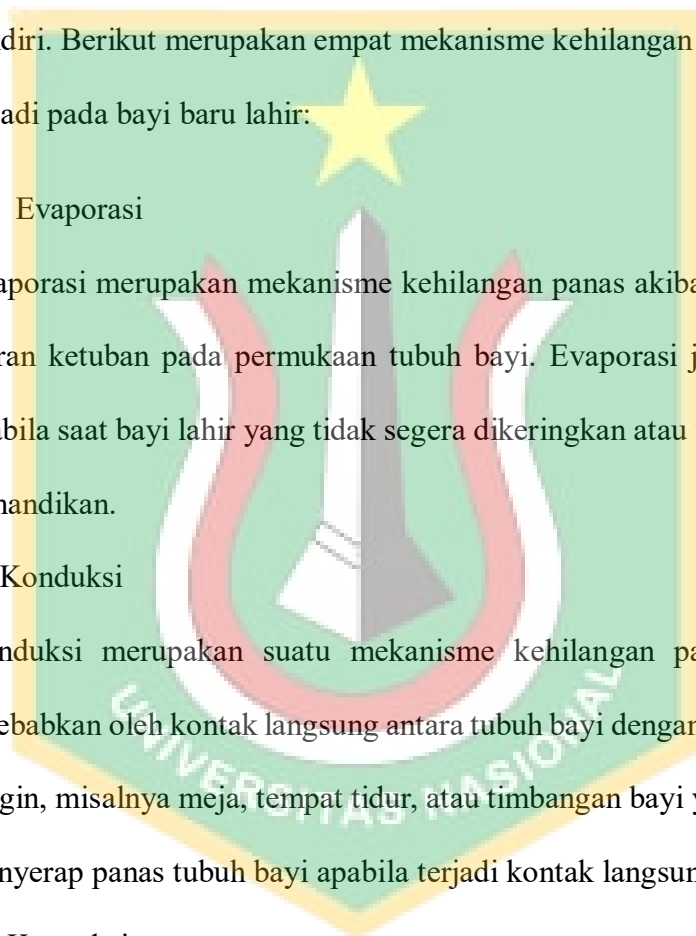 diri. Berikut merupakan empat mekanisme kehilangan
adi pada bayi baru lahir:
Evaporasi
aporasi merupakan mekanisme kehilangan panas akiba
ran ketuban pada permukaan tubuh bayi. Evaporasi j
abila saat bayi lahir yang tidak segera dikeringkan atau
nandikan.
Konduksi
nduksi merupakan suatu mekanisme kehilangan pa
ebabkan oleh kontak langsung antara tubuh bayi dengan
gin, misalnya meja, tempat tidur, atau timbangan bayi y
nyerap panas tubuh bayi apabila terjadi kontak langsun
UNIVERSITAS NASIONAL